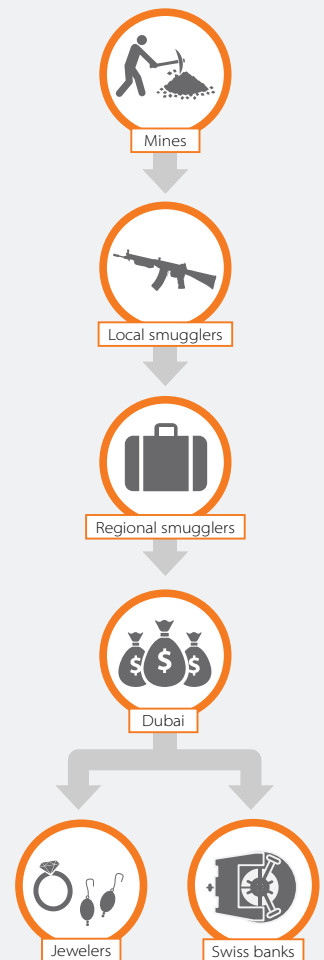 Mines
Local smugglers
Regional smugglers
$ $ $
Dubai
Jewelers
Swiss banks